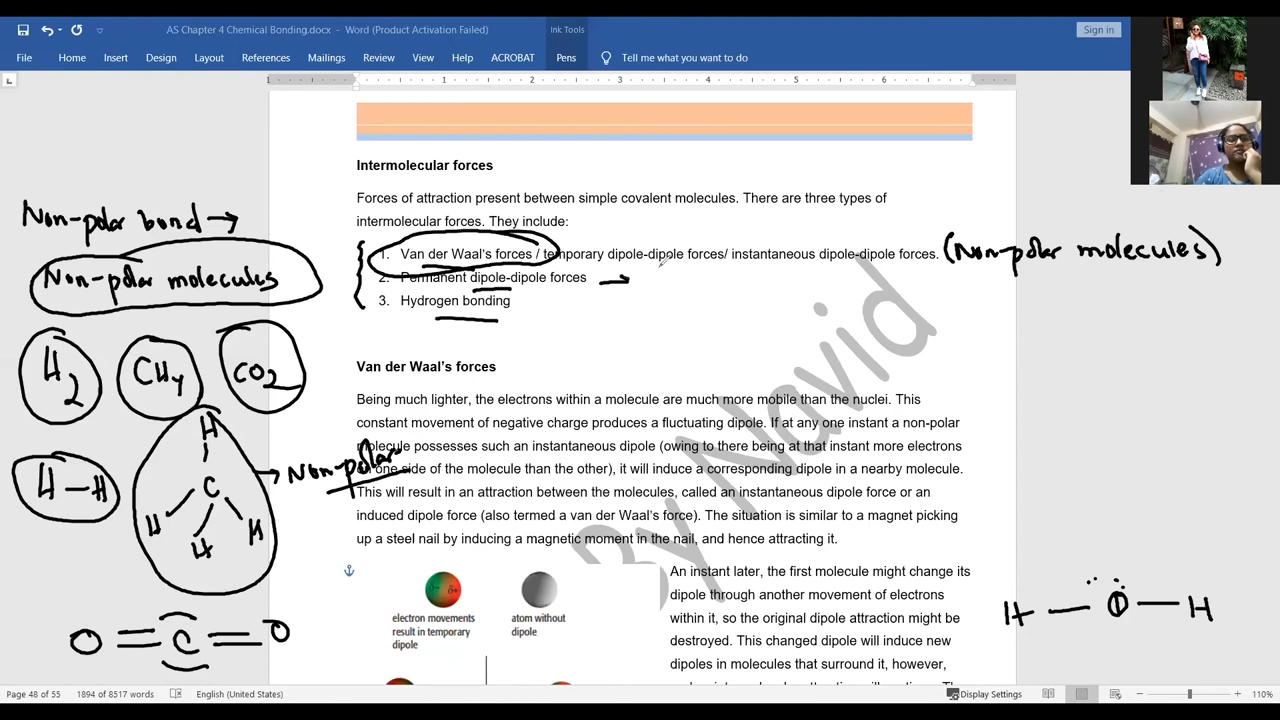 AS Chapter 4 Chemical Bonding.docx - Word (Product Activation Failed)
Ink Tools
Sign in
File Home Insert Design Layout References Mailings Review View Help ACROBAT Pens Tell me what you want to do
1 1 2 3 4 5 6
Intermolecular forces
Forces of attraction present between simple covalent molecules. There are three types of
intermolecular forces. They include:
1. Van der Waal's forces / temporary dipole-dipole forces/ instantaneous dipole-dipole forces. (Non-polar molecules)
2. Permanent dipole-dipole forces
3. Hydrogen bonding
Non-polar bond →
Non-polar molecules
H2 CH4 CO2
H
H – H
C
H H H
→ Non-polar
O = C = O
Van der Waal's forces
Being much lighter, the electrons within a molecule are much more mobile than the nuclei. This
constant movement of negative charge produces a fluctuating dipole. If at any one instant a non-polar
molecule possesses such an instantaneous dipole (owing to there being at that instant more electrons
on one side of the molecule than the other), it will induce a corresponding dipole in a nearby molecule.
This will result in an attraction between the molecules, called an instantaneous dipole force or an
induced dipole force (also termed a van der Waal's force). The situation is similar to a magnet picking
up a steel nail by inducing a magnetic moment in the nail, and hence attracting it.
By Navid
δ- δ+
electron movements
result in temporary
dipole
atom without
dipole
An instant later, the first molecule might change its
dipole through another movement of electrons
within it, so the original dipole attraction might be
destroyed. This changed dipole will induce new
dipoles in molecules that surround it, however,
H – O – H
Page 48 of 55 1894 of 8517 words English (United States) Display Settings 110%